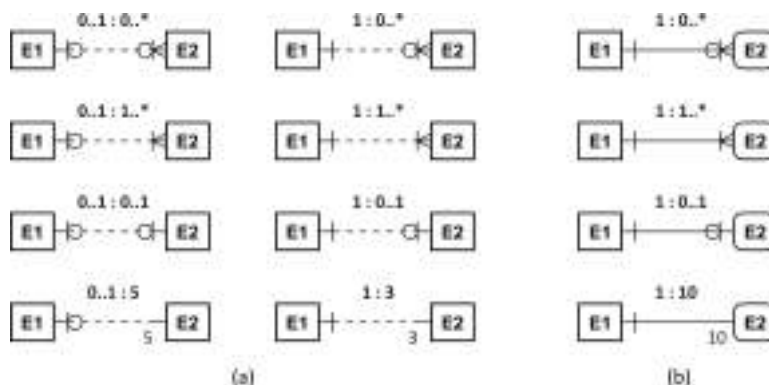 0..1 : 0..* 1 : 0..* 1 : 0..*
E1 E2 E1 E2 E1 E2
0..1 : 1..* 1 : 1..* 1 : 1..*
E1 E2 E1 E2 E1 E2
0..1 : 0..1 1 : 0..1 1 : 0..1
E1 E2 E1 E2 E1 E2
0..1 : 5 1 : 3 1 : 10
E1 E2 E1 E2 E1 E2
5 3 10
(a) (b)